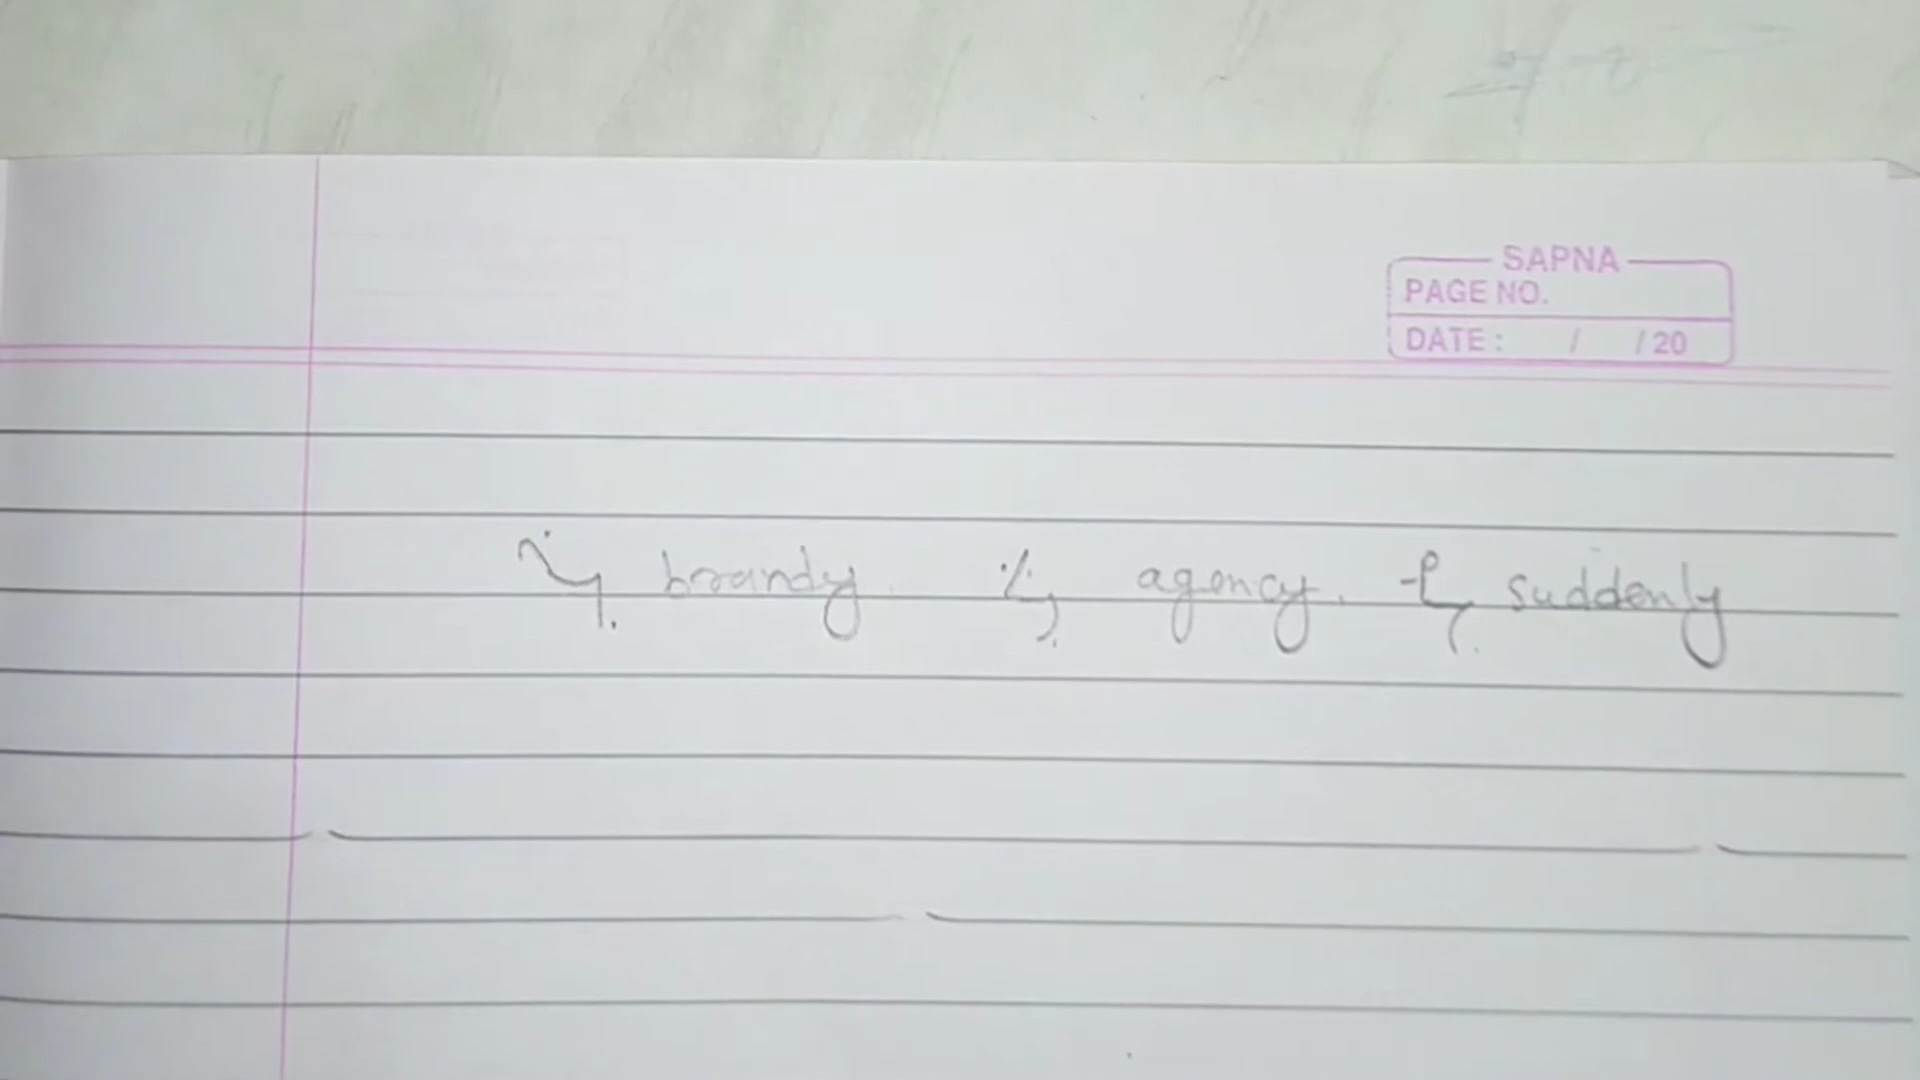 SAPNA
PAGE NO.
DATE : / / 20
brandy agency. suddenly